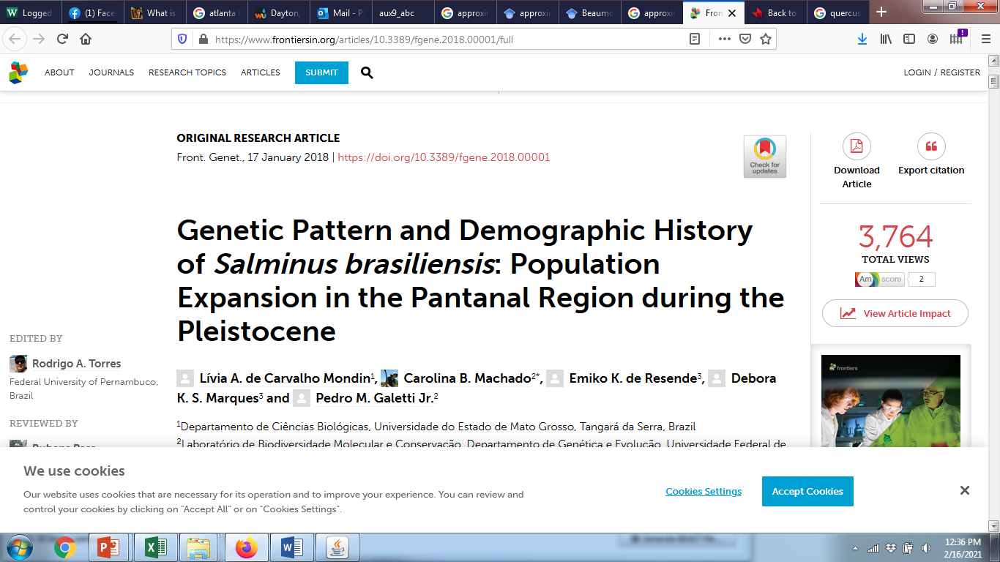 Logged
(1) Face
What is
atlanta
Dayton,
Mail - P
aux9_abc
approxi
approxi
Beaumo
approxi
Fron
Back to
quercus
https://www.frontiersin.org/articles/10.3389/fgene.2018.00001/full
ABOUT JOURNALS RESEARCH TOPICS ARTICLES SUBMIT LOGIN / REGISTER
ORIGINAL RESEARCH ARTICLE
Front. Genet., 17 January 2018 | https://doi.org/10.3389/fgene.2018.00001
Check for
updates
Download
Article
Export citation
Genetic Pattern and Demographic History
of Salminus brasiliensis: Population
Expansion in the Pantanal Region during the
Pleistocene
3,764
TOTAL VIEWS
Am score 2
View Article Impact
frontiers
EDITED BY
Rodrigo A. Torres
Federal University of Pernambuco,
Brazil
REVIEWED BY
Lívia A. de Carvalho Mondin1, Carolina B. Machado2*, Emiko K. de Resende3, Debora
K. S. Marques3 and Pedro M. Galetti Jr.2
1Departamento de Ciências Biológicas, Universidade do Estado de Mato Grosso, Tangará da Serra, Brazil
2Laboratório de Biodiversidade Molecular e Conservação, Departamento de Genética e Evolução, Universidade Federal de
We use cookies
Our website uses cookies that are necessary for its operation and to improve your experience. You can review and
control your cookies by clicking on "Accept All" or on "Cookies Settings".
Cookies Settings
Accept Cookies
12:36 PM
2/16/2021